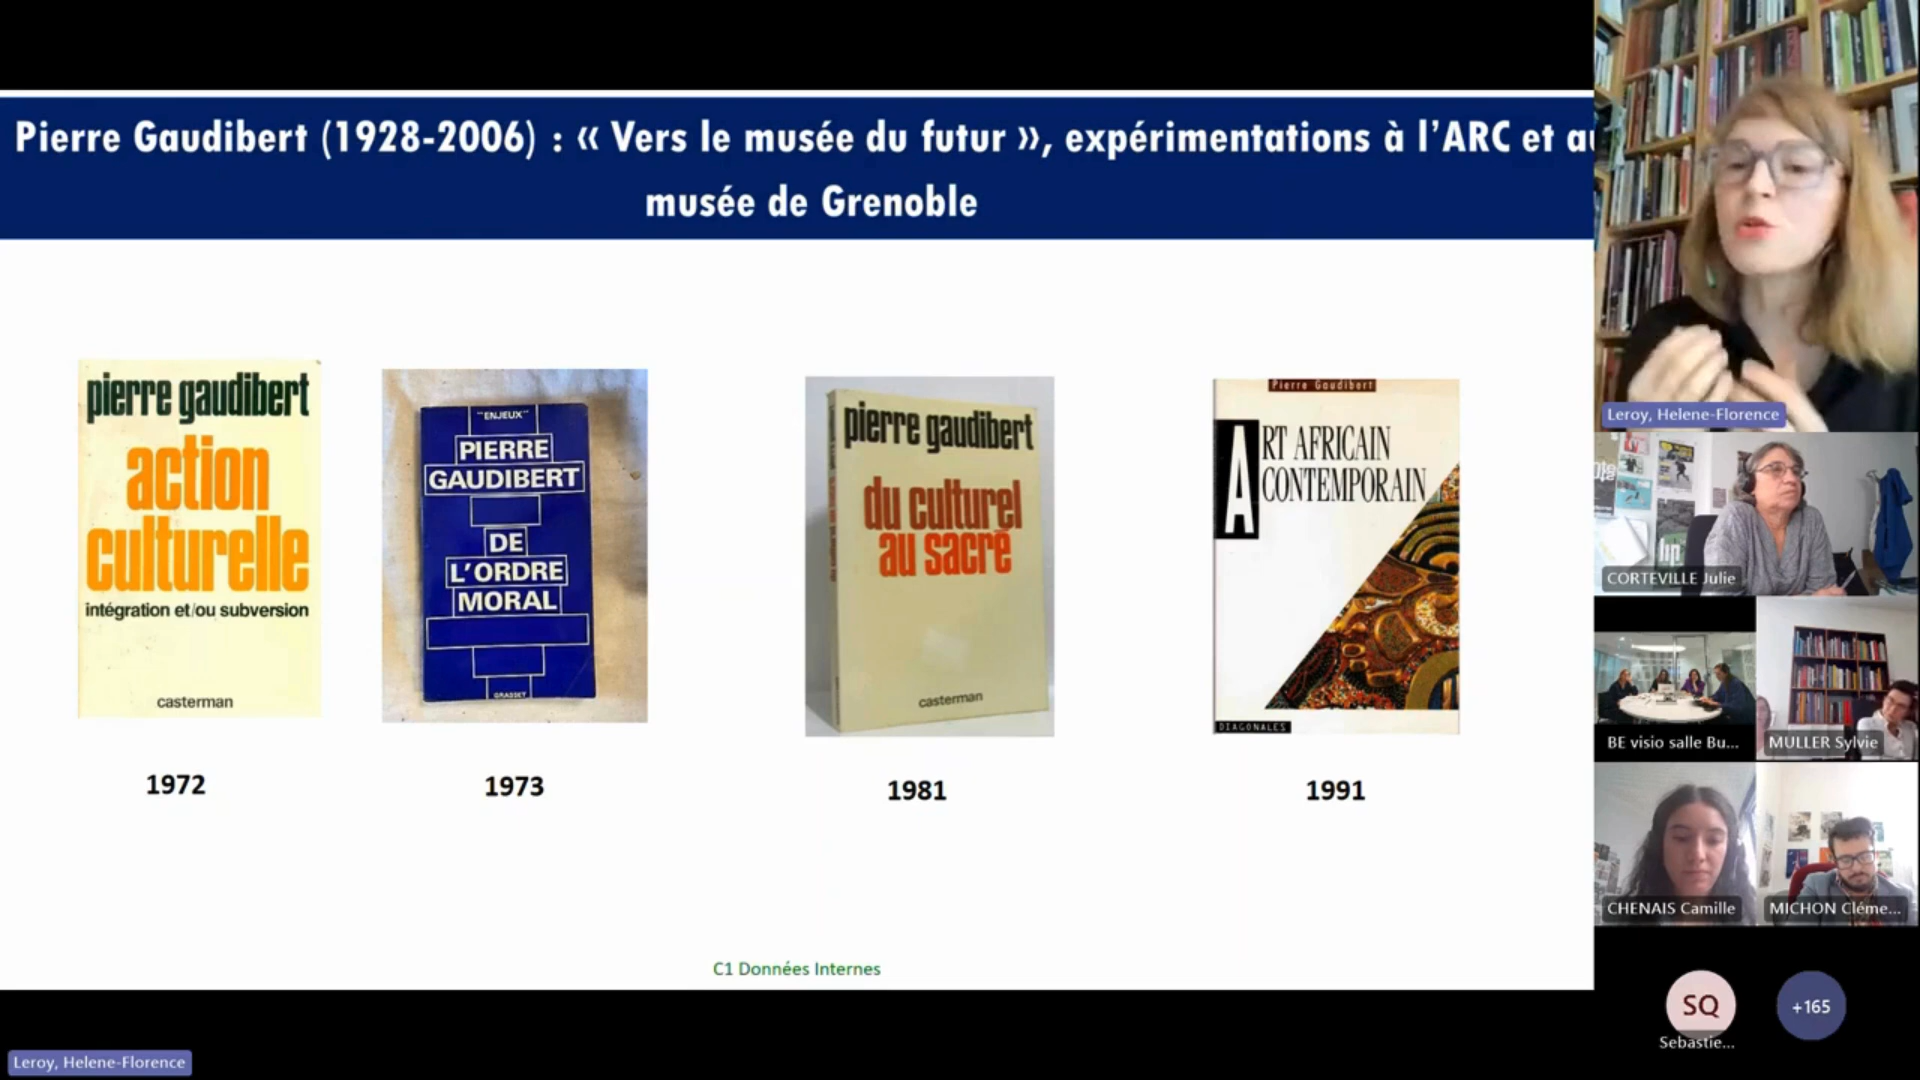 Pierre Gaudibert (1928-2006) : « Vers le musée du futur », expérimentations à l’ARC et au
musée de Grenoble
pierre gaudibert
action
culturelle
intégration et/ou subversion
casterman
1972
"ENJEUX"
PIERRE
GAUDIBERT
DE
L'ORDRE
MORAL
GRASSET
1973
pierre gaudibert
du culturel
au sacré
casterman
1981
Pierre Gaudibert
ART AFRICAIN
CONTEMPORAIN
DIAGONALES
1991
C1 Données Internes
Leroy, Helene-Florence
Leroy, Helene-Florence
CORTEVILLE Julie
BE visio salle Bu...
MULLER Sylvie
CHENAIS Camille
MICHON Cléme...
SQ
Sebastie...
+165